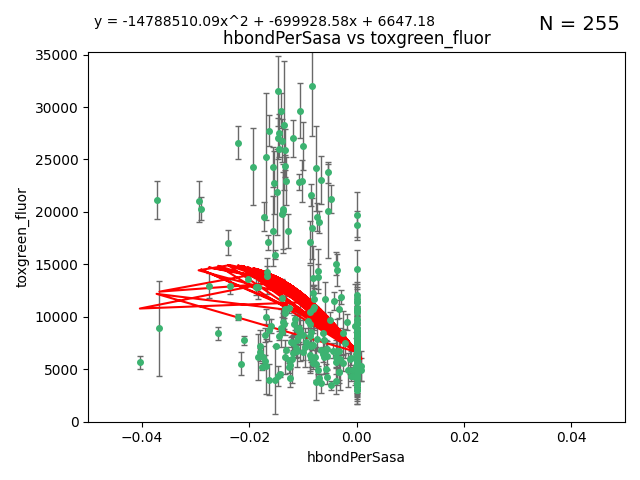 y = -14788510.09x^2 + -699928.58x + 6647.18
N = 255
hbondPerSasa vs toxgreen_fluor
35000
30000
25000
20000
15000
10000
5000
0
toxgreen_fluor
−0.04
−0.02
0.00
0.02
0.04
hbondPerSasa